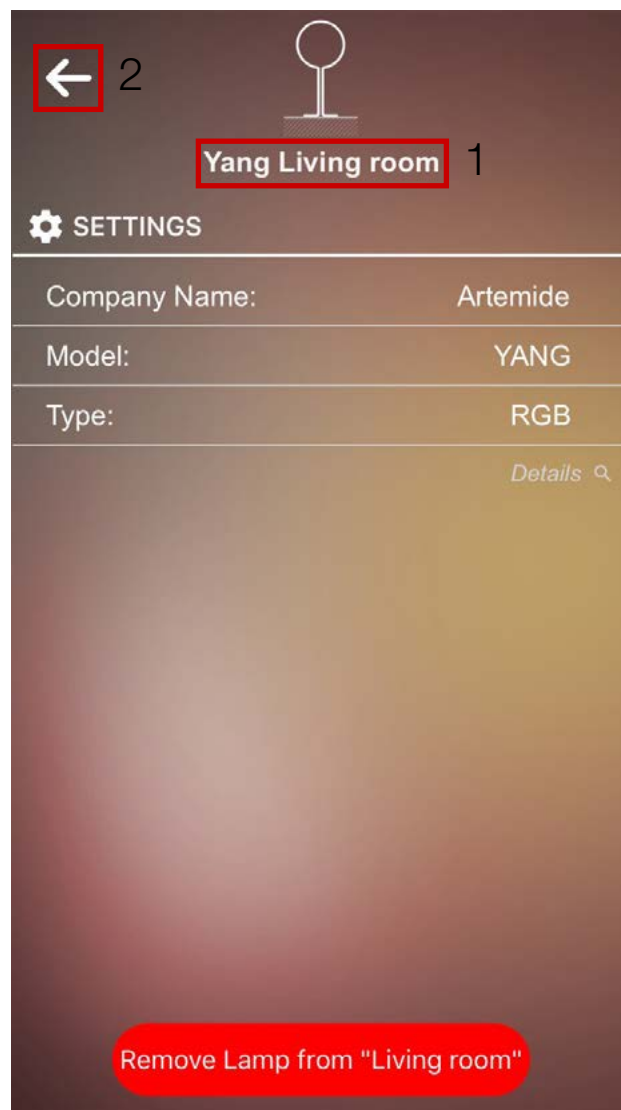 2
Yang Living room 1
SETTINGS
Company Name: Artemide
Model: YANG
Type: RGB
Details
Remove Lamp from "Living room"